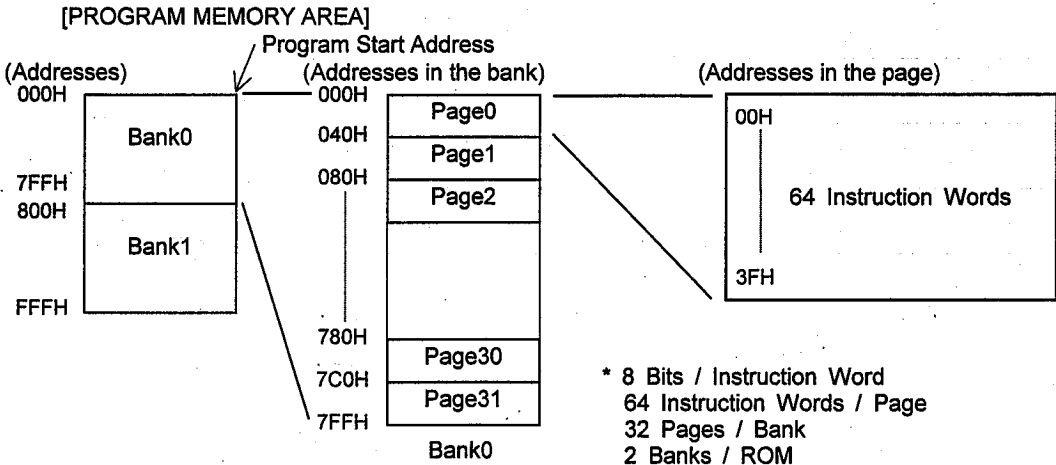 [PROGRAM MEMORY AREA]
Program Start Address
(Addresses)
000H
Bank0
7FFH
800H
Bank1
FFFH
(Addresses in the bank)
000H
Page0
040H
Page1
080H
Page2
780H
Page30
7C0H
Page31
7FFH
Bank0
(Addresses in the page)
00H
64 Instruction Words
3FH
* 8 Bits / Instruction Word
64 Instruction Words / Page
32 Pages / Bank
2 Banks / ROM